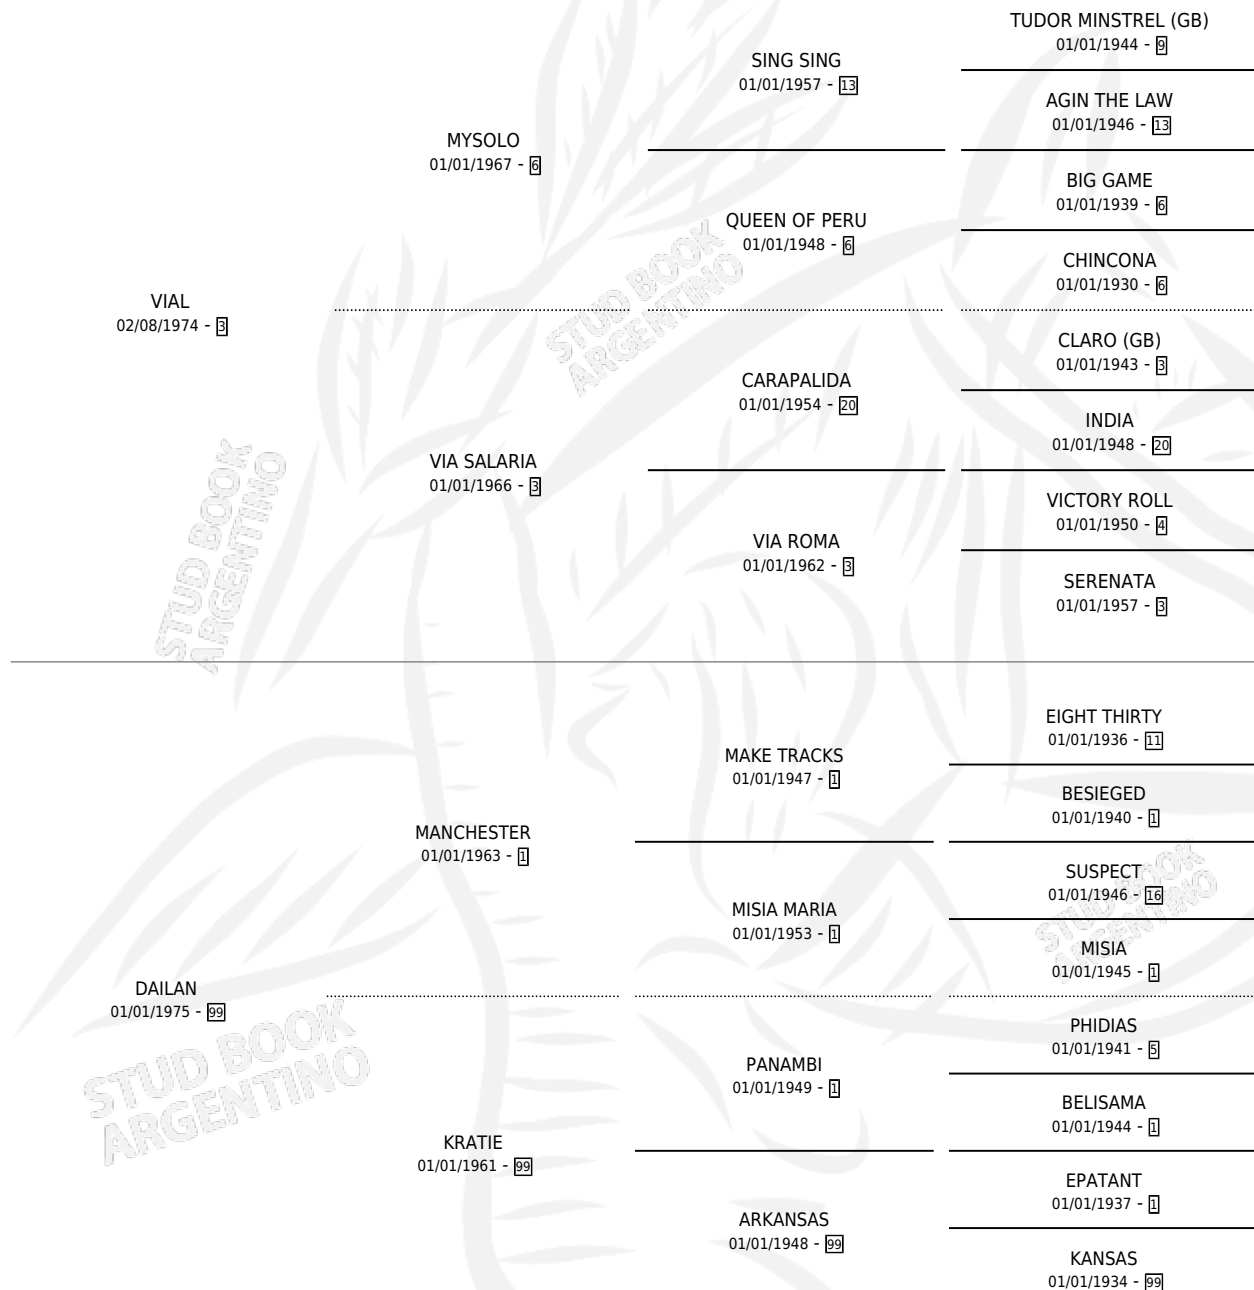 TUDOR MINSTREL (GB)
01/01/1944 - 9
SING SING
01/01/1957 - 13
AGIN THE LAW
01/01/1946 - 13
MYSOLO
01/01/1967 - 6
BIG GAME
01/01/1939 - 6
QUEEN OF PERU
01/01/1948 - 6
CHINCONA
01/01/1930 - 6
VIAL
02/08/1974 - 3
STUD BOOK
ARGENTINO
CLARO (GB)
01/01/1943 - 3
CARAPALIDA
01/01/1954 - 20
INDIA
01/01/1948 - 20
VIA SALARIA
01/01/1966 - 3
VICTORY ROLL
01/01/1950 - 4
VIA ROMA
01/01/1962 - 3
SERENATA
01/01/1957 - 3
STUD BOOK
ARGENTINO
EIGHT THIRTY
01/01/1936 - 11
MAKE TRACKS
01/01/1947 - 1
BESIEGED
01/01/1940 - 1
MANCHESTER
01/01/1963 - 1
SUSPECT
01/01/1946 - 16
MISIA MARIA
01/01/1953 - 1
MISIA
01/01/1945 - 1
STUD BOOK
ARGENTINO
DAILAN
01/01/1975 - 99
PHIDIAS
01/01/1941 - 5
PANAMBI
01/01/1949 - 1
BELISAMA
01/01/1944 - 1
STUD BOOK
ARGENTINO
KRATIE
01/01/1961 - 99
EPATANT
01/01/1937 - 1
ARKANSAS
01/01/1948 - 99
KANSAS
01/01/1934 - 99